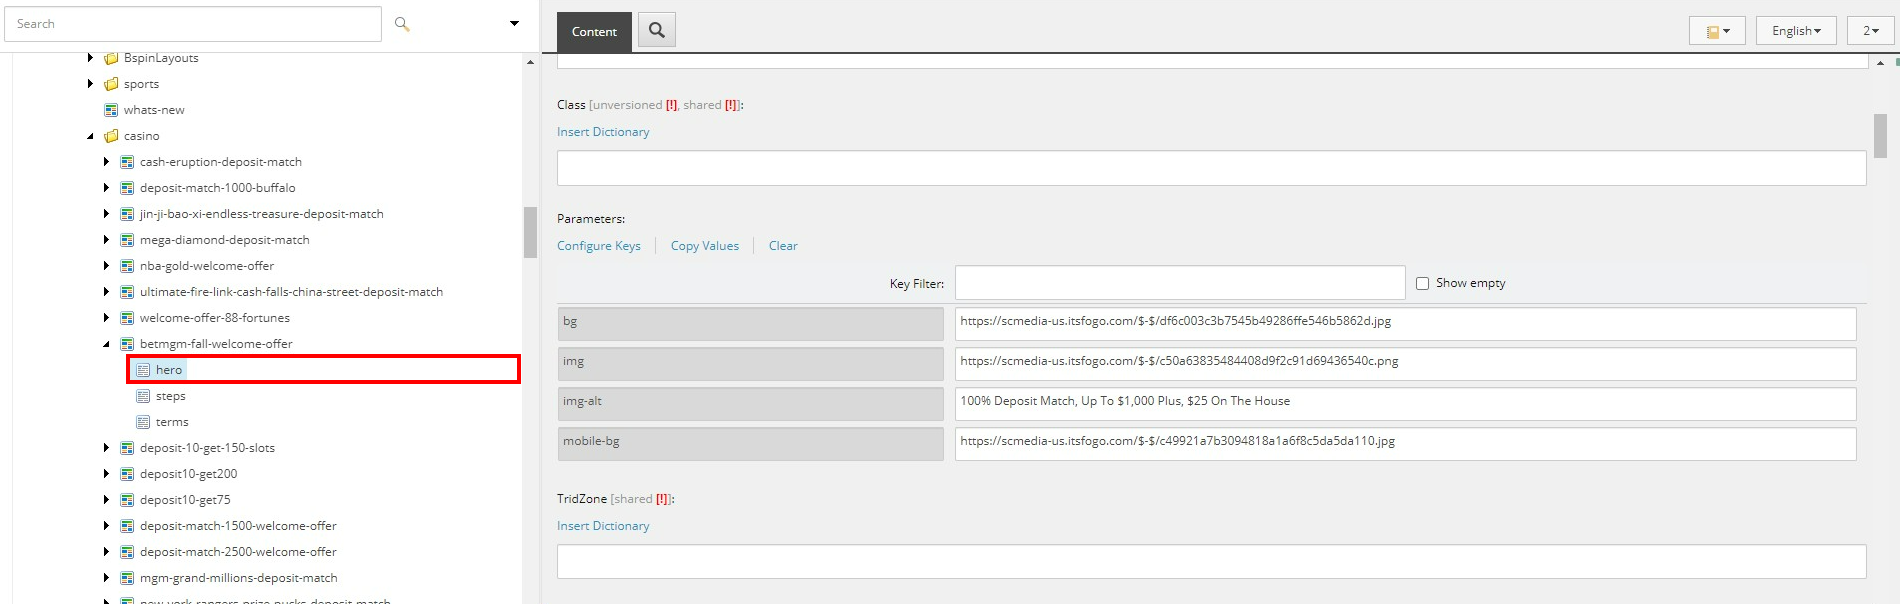 Search
BspinLayouts
sports
whats-new
casino
cash-eruption-deposit-match
deposit-match-1000-buffalo
jin-ji-bao-xi-endless-treasure-deposit-match
mega-diamond-deposit-match
nba-gold-welcome-offer
ultimate-fire-link-cash-falls-china-street-deposit-match
welcome-offer-88-fortunes
betmgm-fall-welcome-offer
hero
steps
terms
deposit-10-get-150-slots
deposit10-get200
deposit10-get75
deposit-match-1500-welcome-offer
deposit-match-2500-welcome-offer
mgm-grand-millions-deposit-match
new-york-rangers-prize-pucks-deposit-match
Content
English
2
Class [unversioned [!], shared [!]]:
Insert Dictionary
Parameters:
Configure Keys Copy Values Clear
Key Filter: Show empty
bg https://scmedia-us.itsfogo.com/$-$/df6c003c3b7545b49286ffe546b5862d.jpg
img https://scmedia-us.itsfogo.com/$-$/c50a63835484408d9f2c91d69436540c.png
img-alt 100% Deposit Match, Up To $1,000 Plus, $25 On The House
mobile-bg https://scmedia-us.itsfogo.com/$-$/c49921a7b3094818a1a6f8c5da5da110.jpg
TridZone [shared [!]]:
Insert Dictionary